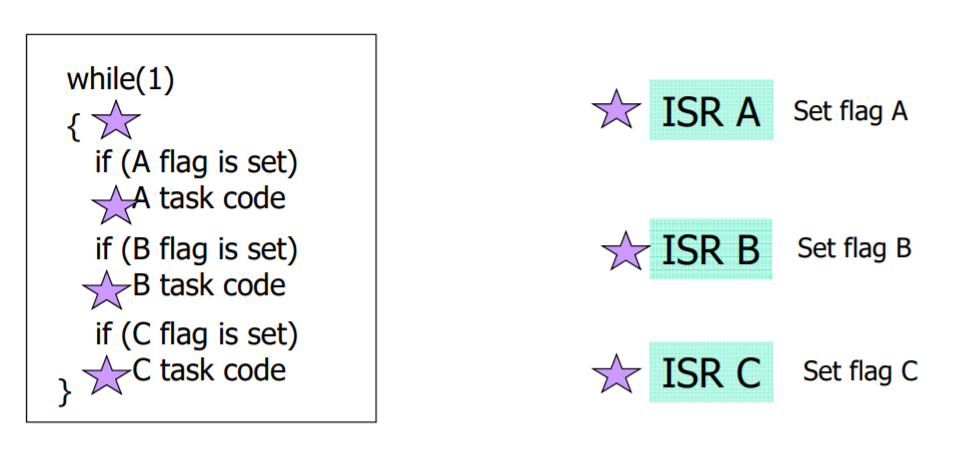 while(1)
{
if (A flag is set)
A task code
if (B flag is set)
B task code
if (C flag is set)
C task code
}
ISR A Set flag A
ISR B Set flag B
ISR C Set flag C